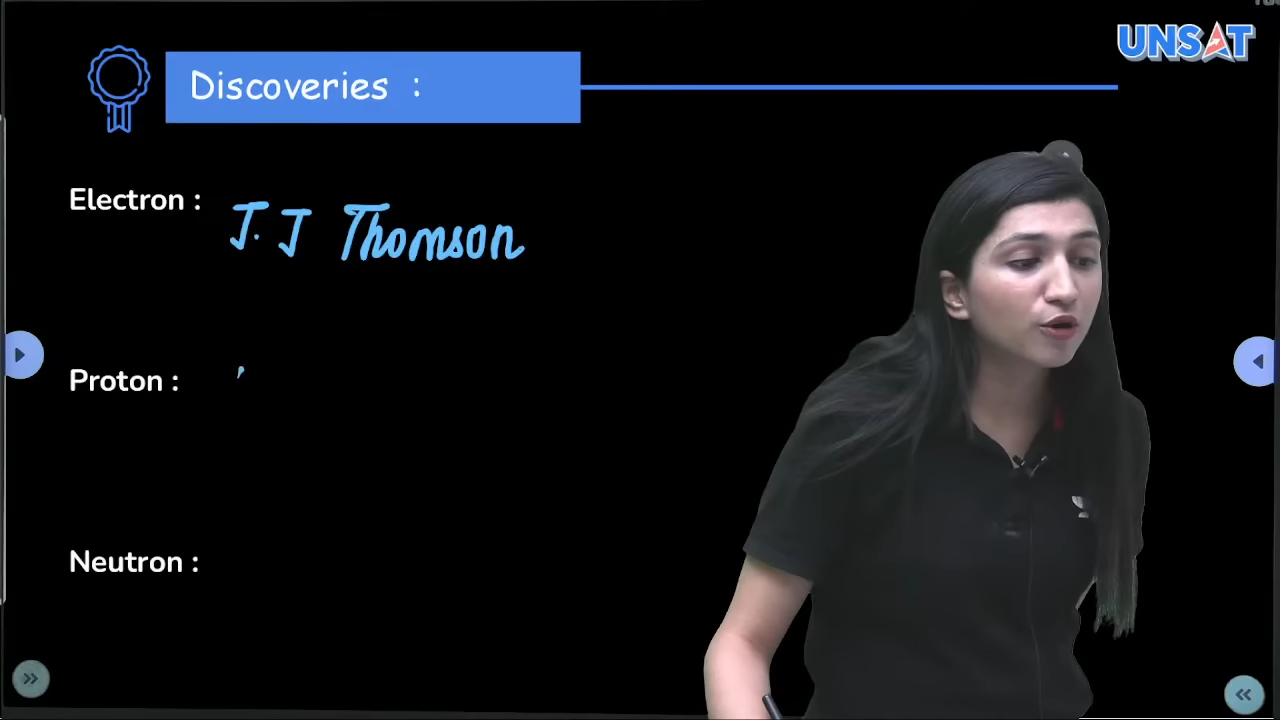 UNSAT
Discoveries :
Electron :
J. J Thomson
Proton :
Neutron :